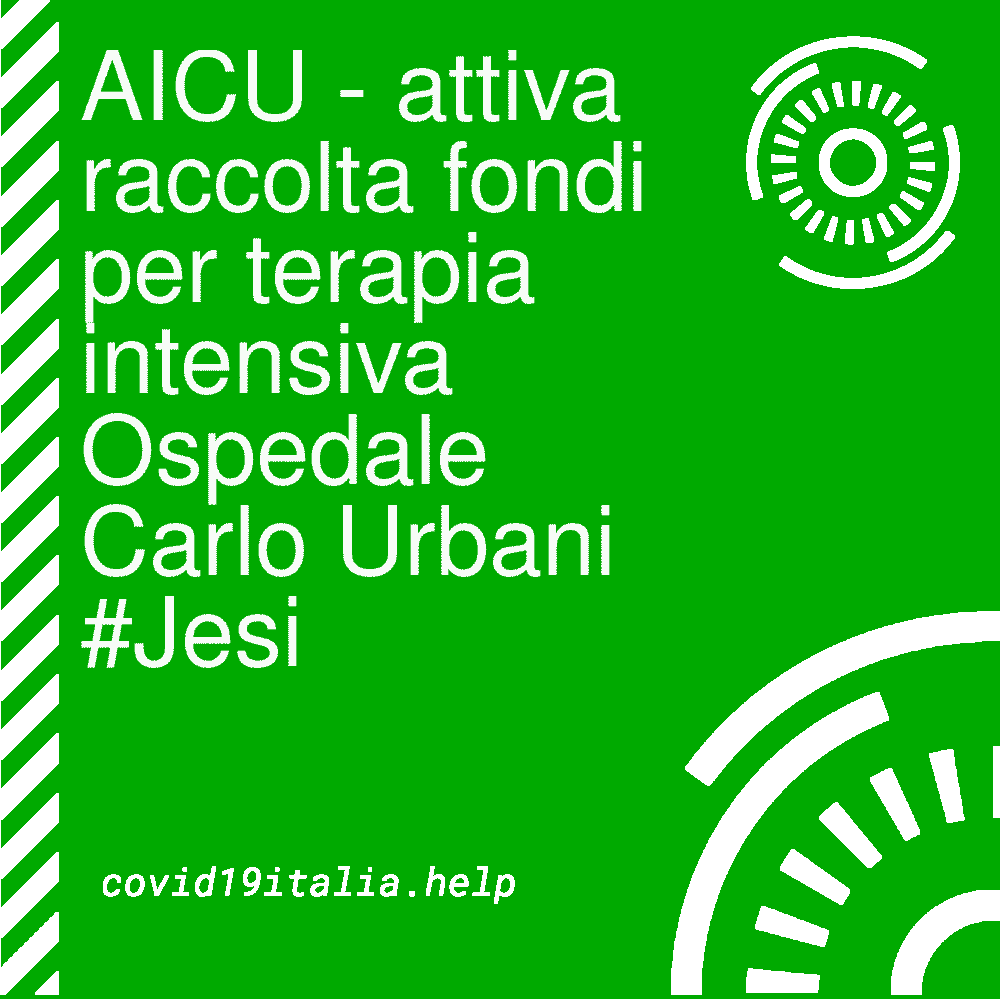 AICU - attiva
raccolta fondi
per terapia
intensiva
Ospedale
Carlo Urbani
#Jesi
covid19italia.help